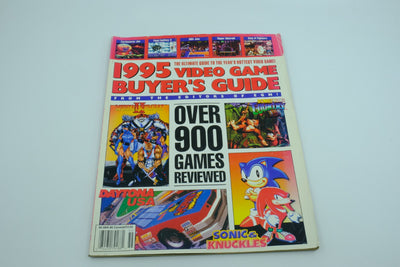 THE ULTIMATE GUIDE TO THE YEAR'S HOTTEST VIDEO GAMES!
1995 VIDEO GAME
BUYER'S GUIDE
FROM THE EDITORS OF EGM!
OVER
900
GAMES
REVIEWED
DAYTONA
USA
SONIC &
KNUCKLES